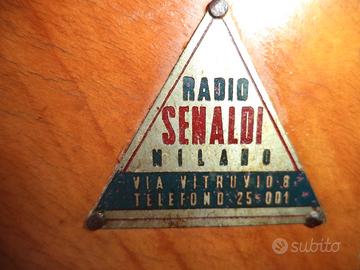 RADIO
SENALDI
MILANO
VIA VITRUVIO 8
TELEFONO 25-001
subito